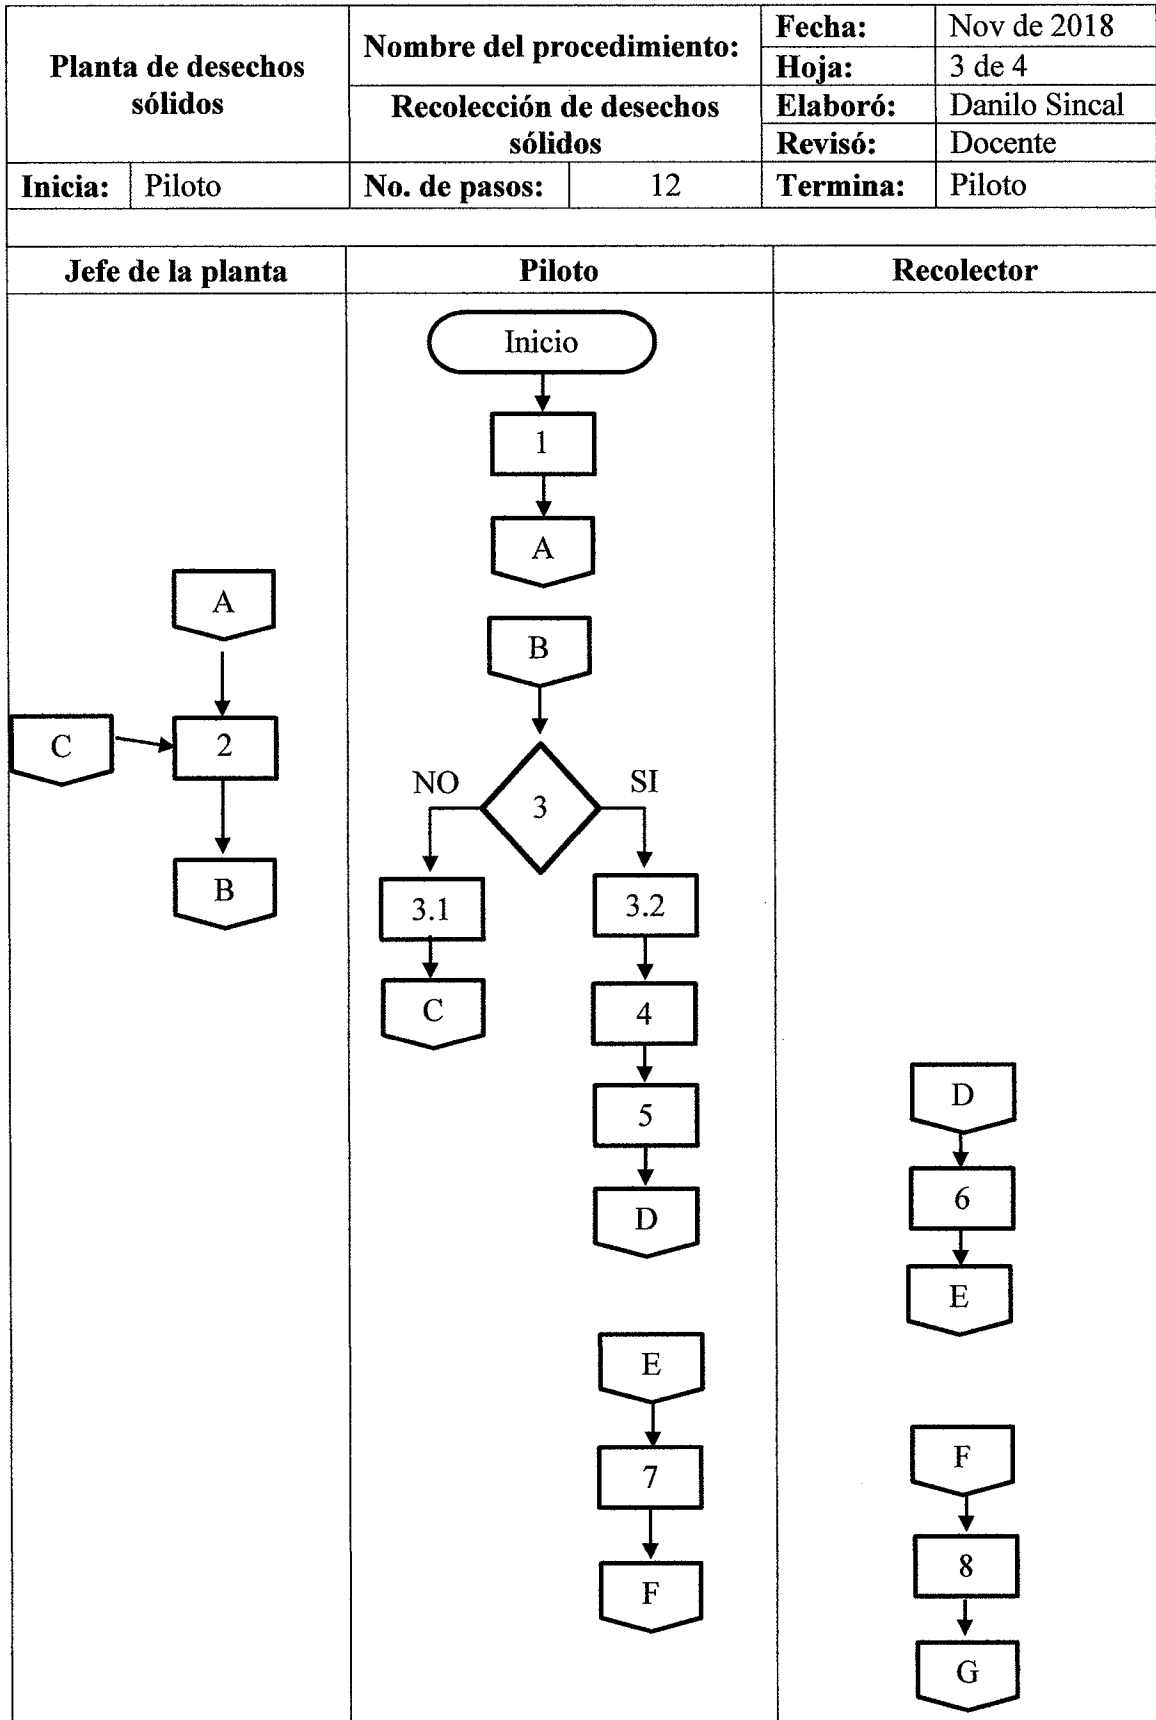 Planta de desechos
sólidos
Nombre del procedimiento:
Recolección de desechos
sólidos
Fecha: Nov de 2018
Hoja: 3 de 4
Elaboró: Danilo Sincal
Revisó: Docente
Inicia: Piloto No. de pasos: 12 Termina: Piloto
Jefe de la planta Piloto Recolector
Inicio
1
A
A
B
C 2
NO 3 SI
B
3.1 3.2
C 4
D
5
6
D
E
E
F
7
8
F
G